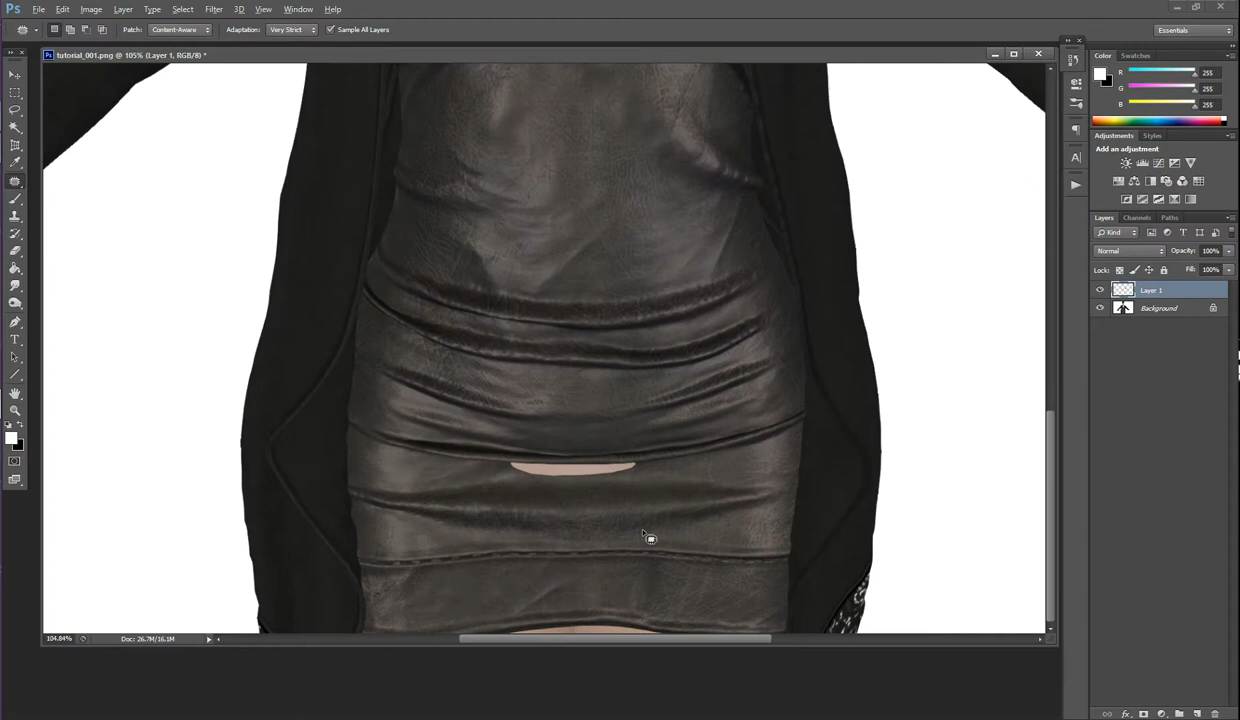 Ps File Edit Image Layer Type Select Filter 3D View Window Help
Patch: Content-Aware Adaptation: Very Strict Sample All Layers Essentials
Ps tutorial_001.png @ 105% (Layer 1, RGB/8) *
Color Swatches
R 255
G 255
B 255
Adjustments Styles
Add an adjustment
Layers Channels Paths
Kind
Normal Opacity: 100%
Lock: Fill: 100%
Layer 1
Background
104.84% Doc: 26.7M/16.1M